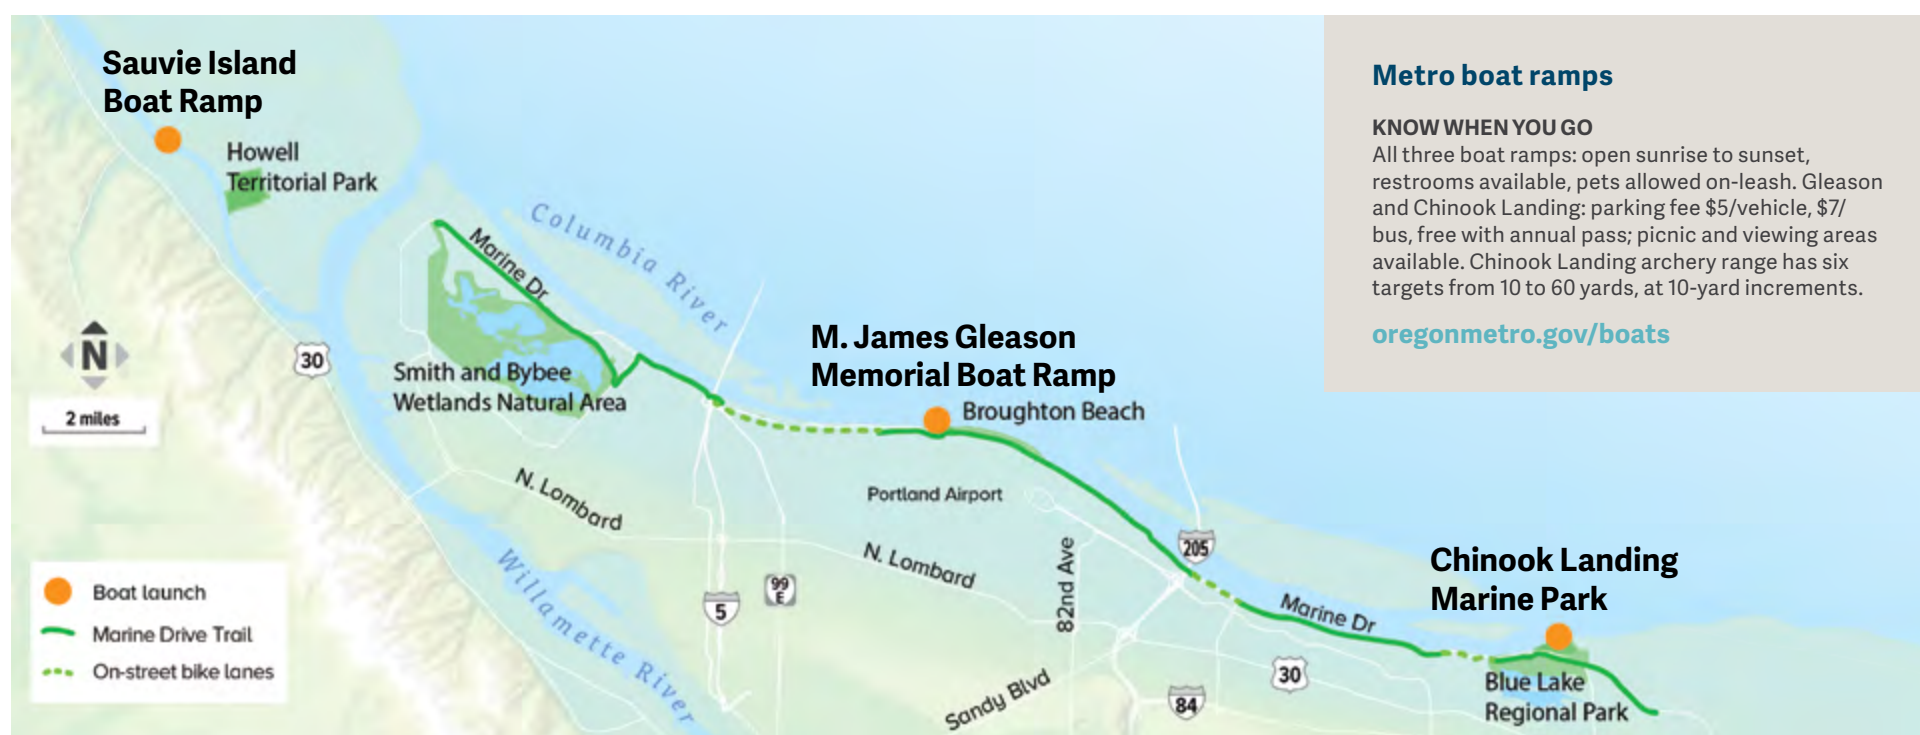 Sauvie Island
Boat Ramp
Howell
Territorial Park
Columbia River
Marine Dr
Metro boat ramps
KNOW WHEN YOU GO
All three boat ramps: open sunrise to sunset,
restrooms available, pets allowed on-leash. Gleason
and Chinook Landing: parking fee $5/vehicle, $7/
bus, free with annual pass; picnic and viewing areas
available. Chinook Landing archery range has six
targets from 10 to 60 yards, at 10-yard increments.
oregonmetro.gov/boats
N
30
2 miles
Smith and Bybee
Wetlands Natural Area
M. James Gleason
Memorial Boat Ramp
Broughton Beach
N. Lombard
Portland Airport
N. Lombard
82nd Ave
205
Chinook Landing
Marine Park
Willamette River
5
99
E
Marine Dr
Sandy Blvd
84
30
Blue Lake
Regional Park
Boat launch
Marine Drive Trail
On-street bike lanes